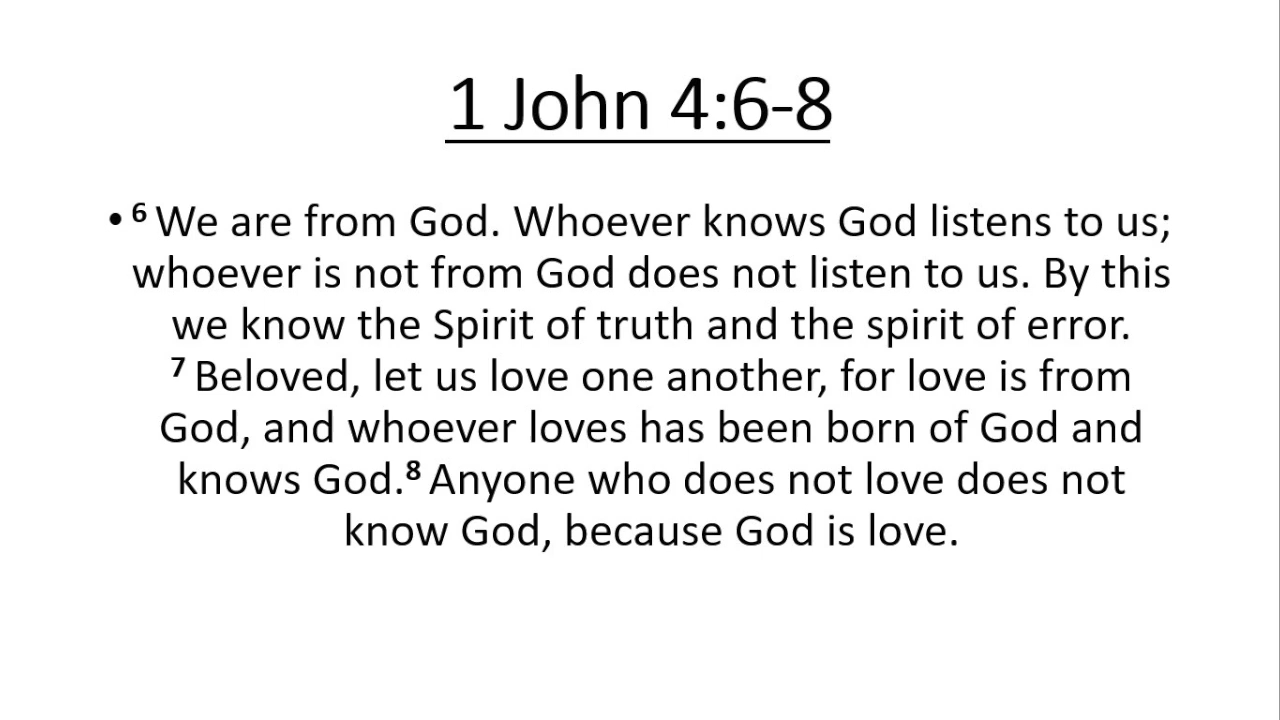 1 John 4:6-8
• 6 We are from God. Whoever knows God listens to us;
whoever is not from God does not listen to us. By this
we know the Spirit of truth and the spirit of error.
7 Beloved, let us love one another, for love is from
God, and whoever loves has been born of God and
knows God.8 Anyone who does not love does not
know God, because God is love.